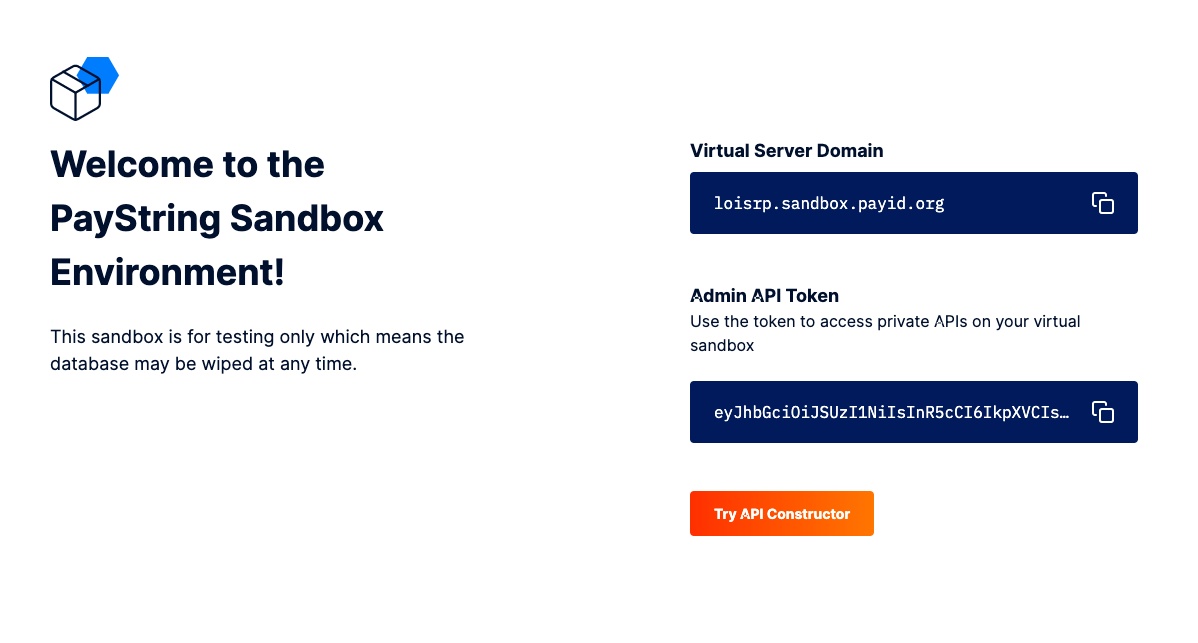 Welcome to the
PayString Sandbox
Environment!
This sandbox is for testing only which means the
database may be wiped at any time.
Virtual Server Domain
loisrp.sandbox.payid.org
Admin API Token
Use the token to access private APIs on your virtual
sandbox
eyJhbGciOiJSUzI1NiIsInR5cCI6IkpXVCIs…
Try API Constructor